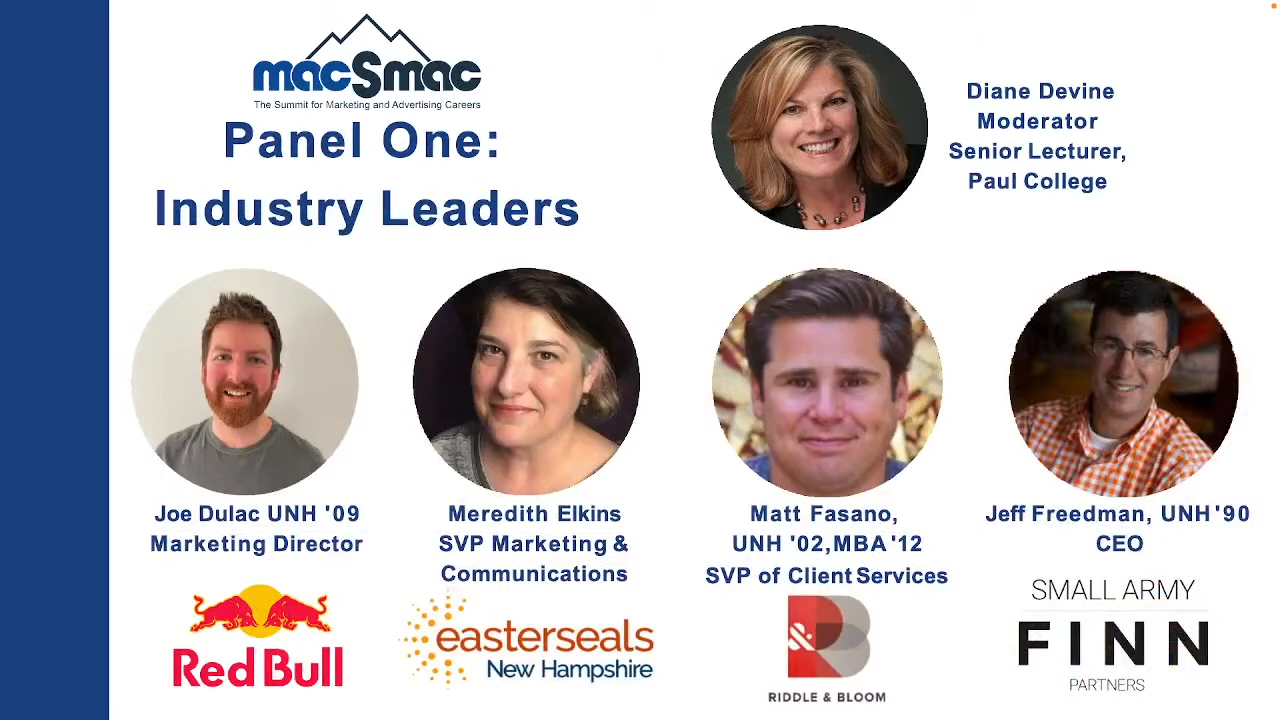 macSmac
The Summit for Marketing and Advertising Careers
Panel One:
Industry Leaders
Diane Devine
Moderator
Senior Lecturer,
Paul College
Joe Dulac UNH '09
Marketing Director
Red Bull
Meredith Elkins
SVP Marketing &
Communications
easterseals
New Hampshire
Matt Fasano,
UNH '02,MBA '12
SVP of Client Services
R
&
B
RIDDLE & BLOOM
Jeff Freedman, UNH '90
CEO
SMALL ARMY
FINN
PARTNERS